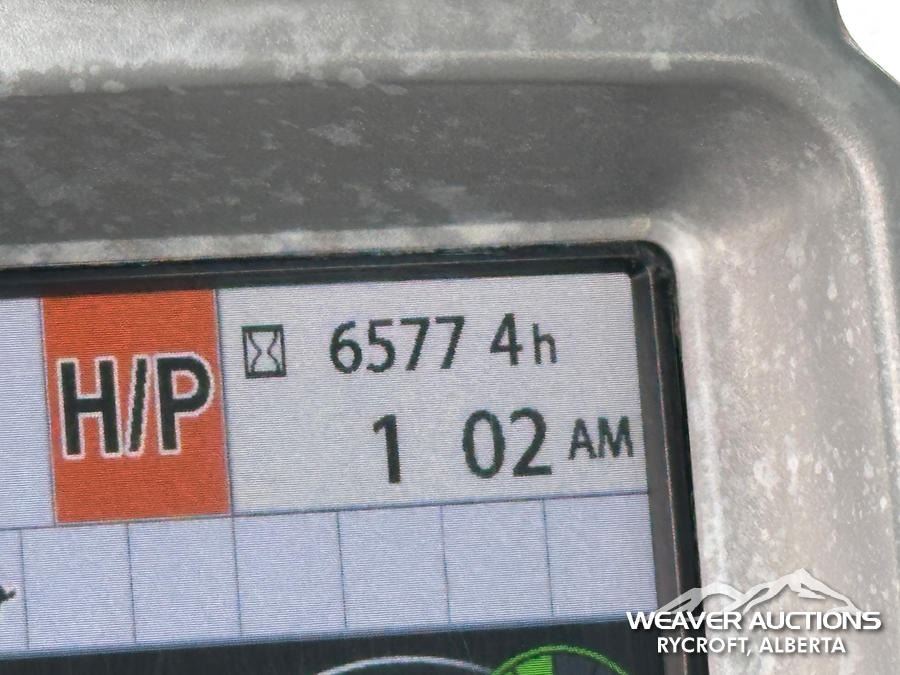 H/P
6577 4h
1 02 AM
WEAVER AUCTIONS
RYCROFT, ALBERTA